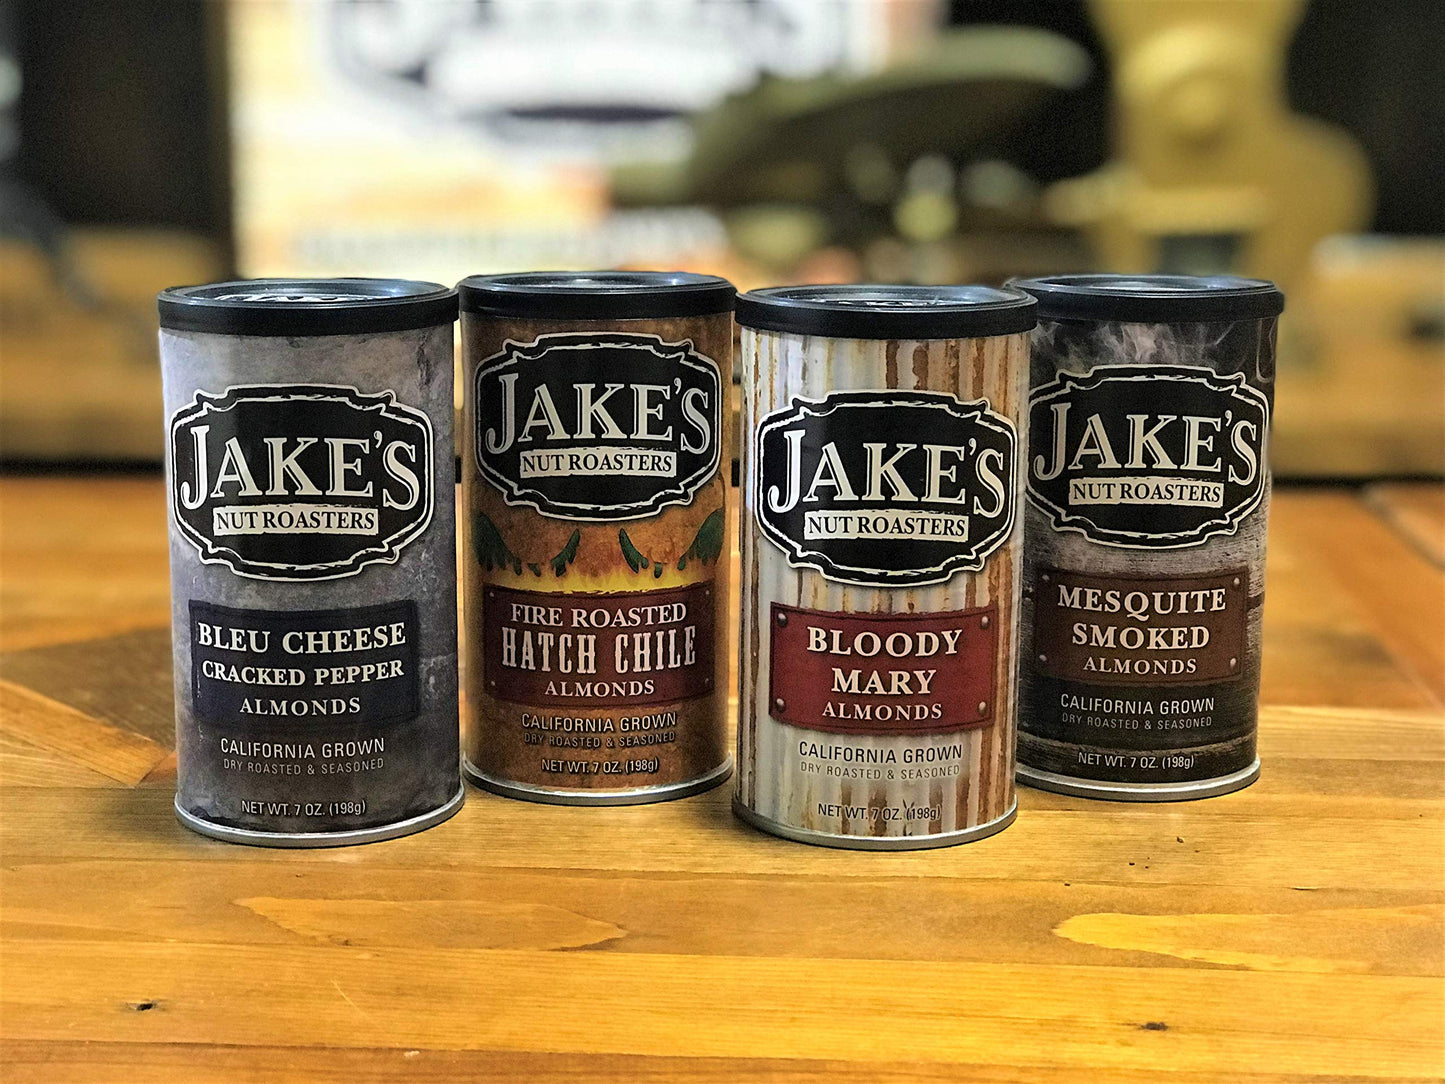 JAKE'S
NUT ROASTERS
BLEU CHEESE
CRACKED PEPPER
ALMONDS
CALIFORNIA GROWN
DRY ROASTED & SEASONED
NET WT. 7 OZ. (198g)
JAKE'S
NUT ROASTERS
FIRE ROASTED
HATCH CHILE
ALMONDS
CALIFORNIA GROWN
DRY ROASTED & SEASONED
NET WT. 7 OZ. (198g)
JAKE'S
NUT ROASTERS
BLOODY
MARY
ALMONDS
CALIFORNIA GROWN
DRY ROASTED & SEASONED
NET WT. 7 OZ. (198g)
JAKE'S
NUT ROASTERS
MESQUITE
SMOKED
ALMONDS
CALIFORNIA GROWN
DRY ROASTED & SEASONED
NET WT. 7 OZ. (198g)